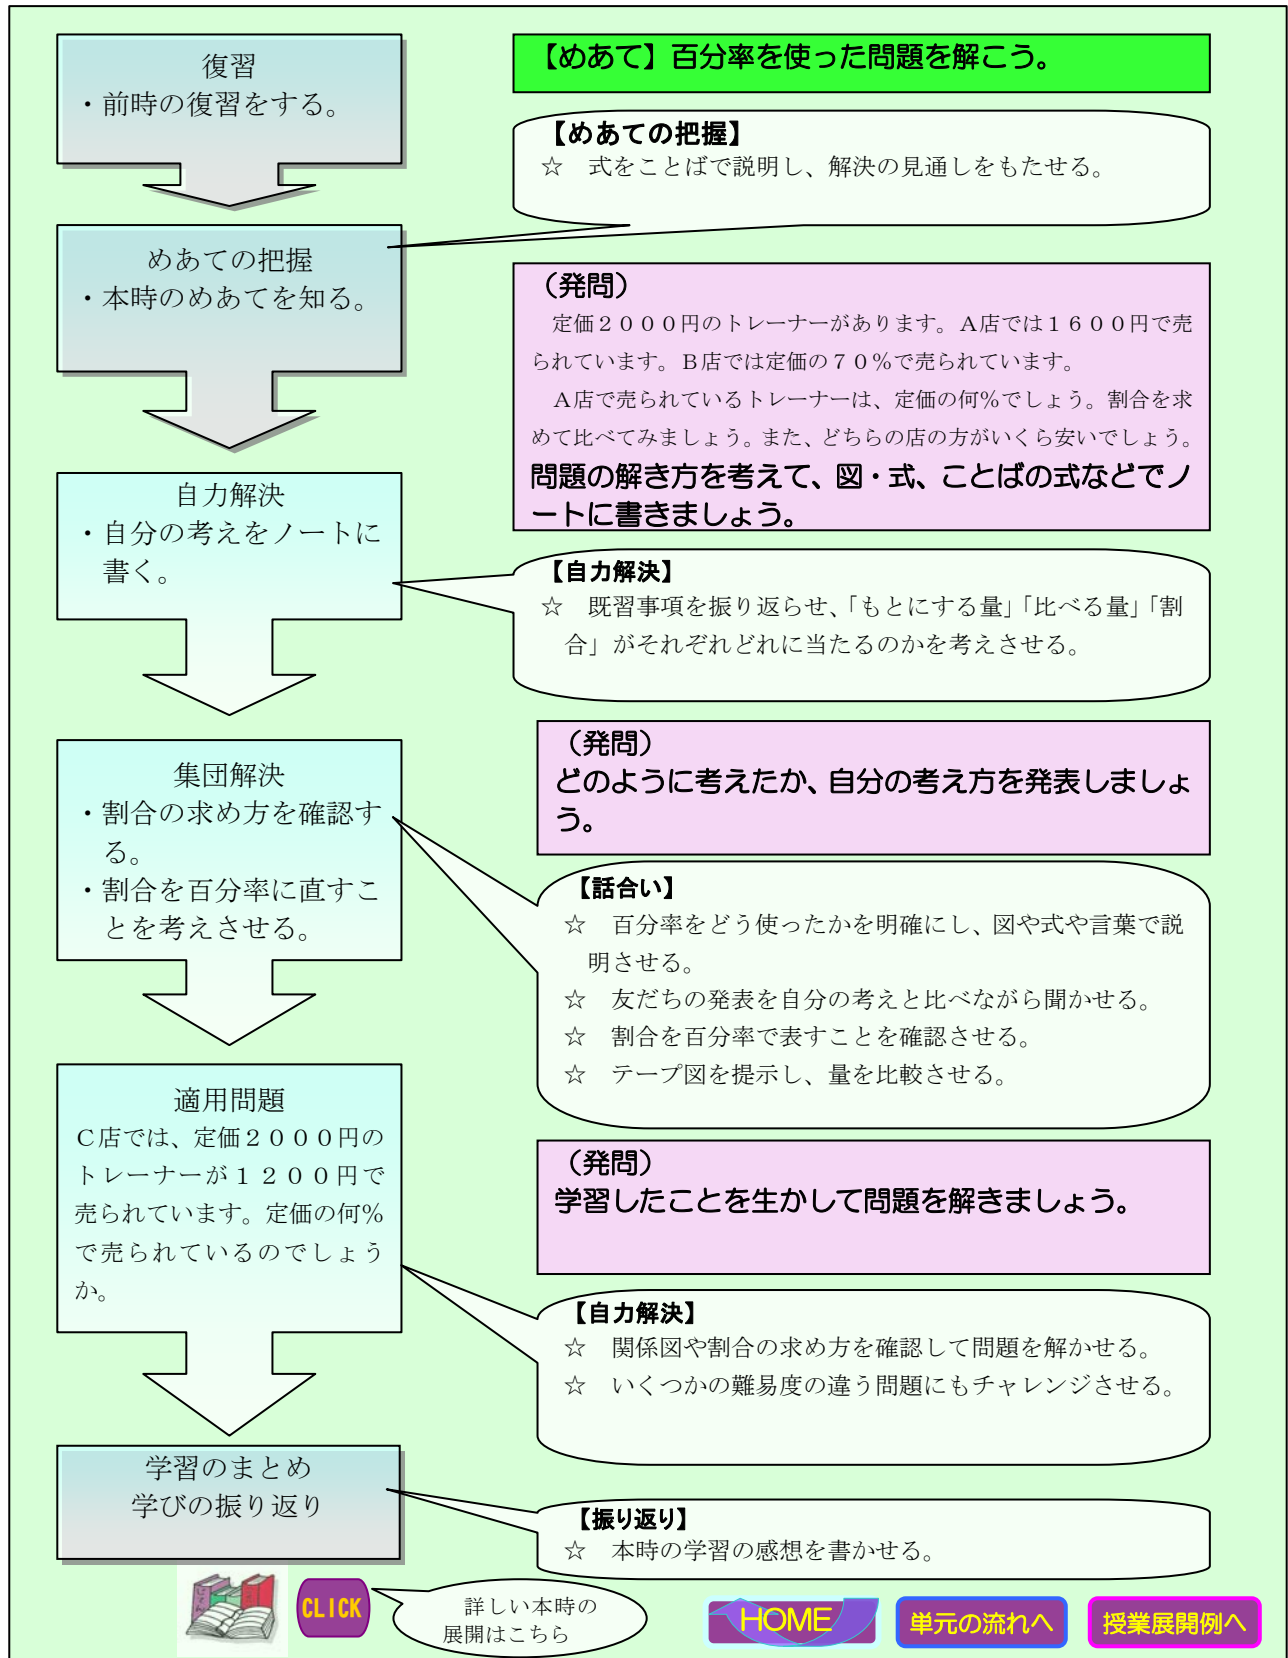 復習
・前時の復習をする。
【めあて】百分率を使った問題を解こう。
【めあての把握】
☆　式をことばで説明し、解決の見通しをもたせる。
めあての把握
・本時のめあてを知る。
（発問）
定価２０００円のトレーナーがあります。Ａ店では１６００円で売
られています。Ｂ店では定価の７０％で売られています。
Ａ店で売られているトレーナーは、定価の何％でしょう。割合を求
めて比べてみましょう。また、どちらの店の方がいくら安いでしょう。
問題の解き方を考えて、図・式、ことばの式などでノ
ートに書きましょう。
自力解決
・自分の考えをノートに
書く。
【自力解決】
☆　既習事項を振り返らせ、「もとにする量」「比べる量」「割
合」がそれぞれどれに当たるのかを考えさせる。
集団解決
・割合の求め方を確認す
る。
・割合を百分率に直すこ
とを考えさせる。
（発問）
どのように考えたか、自分の考え方を発表しましょ
う。
【話合い】
☆　百分率をどう使ったかを明確にし、図や式や言葉で説
明させる。
☆　友だちの発表を自分の考えと比べながら聞かせる。
☆　割合を百分率で表すことを確認させる。
☆　テープ図を提示し、量を比較させる。
適用問題
Ｃ店では、定価２０００円の
トレーナーが１２００円で
売られています。定価の何％
で売られているのでしょう
か。
（発問）
学習したことを生かして問題を解きましょう。
【自力解決】
☆　関係図や割合の求め方を確認して問題を解かせる。
☆　いくつかの難易度の違う問題にもチャレンジさせる。
学習のまとめ
学びの振り返り
【振り返り】
☆　本時の学習の感想を書かせる。
CLICK
詳しい本時の
展開はこちら
HOME
単元の流れへ
授業展開例へ